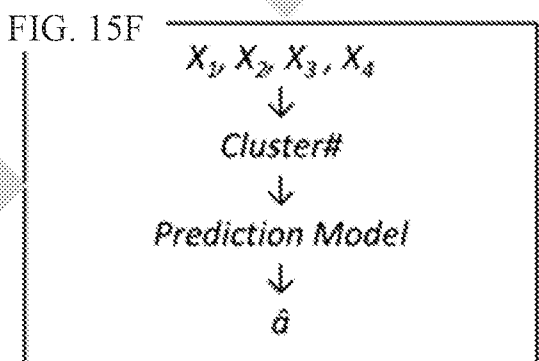 FIG. 15F
X₁, X₂, X₃, X₄
↓
Cluster#
↓
Prediction Model
↓
â